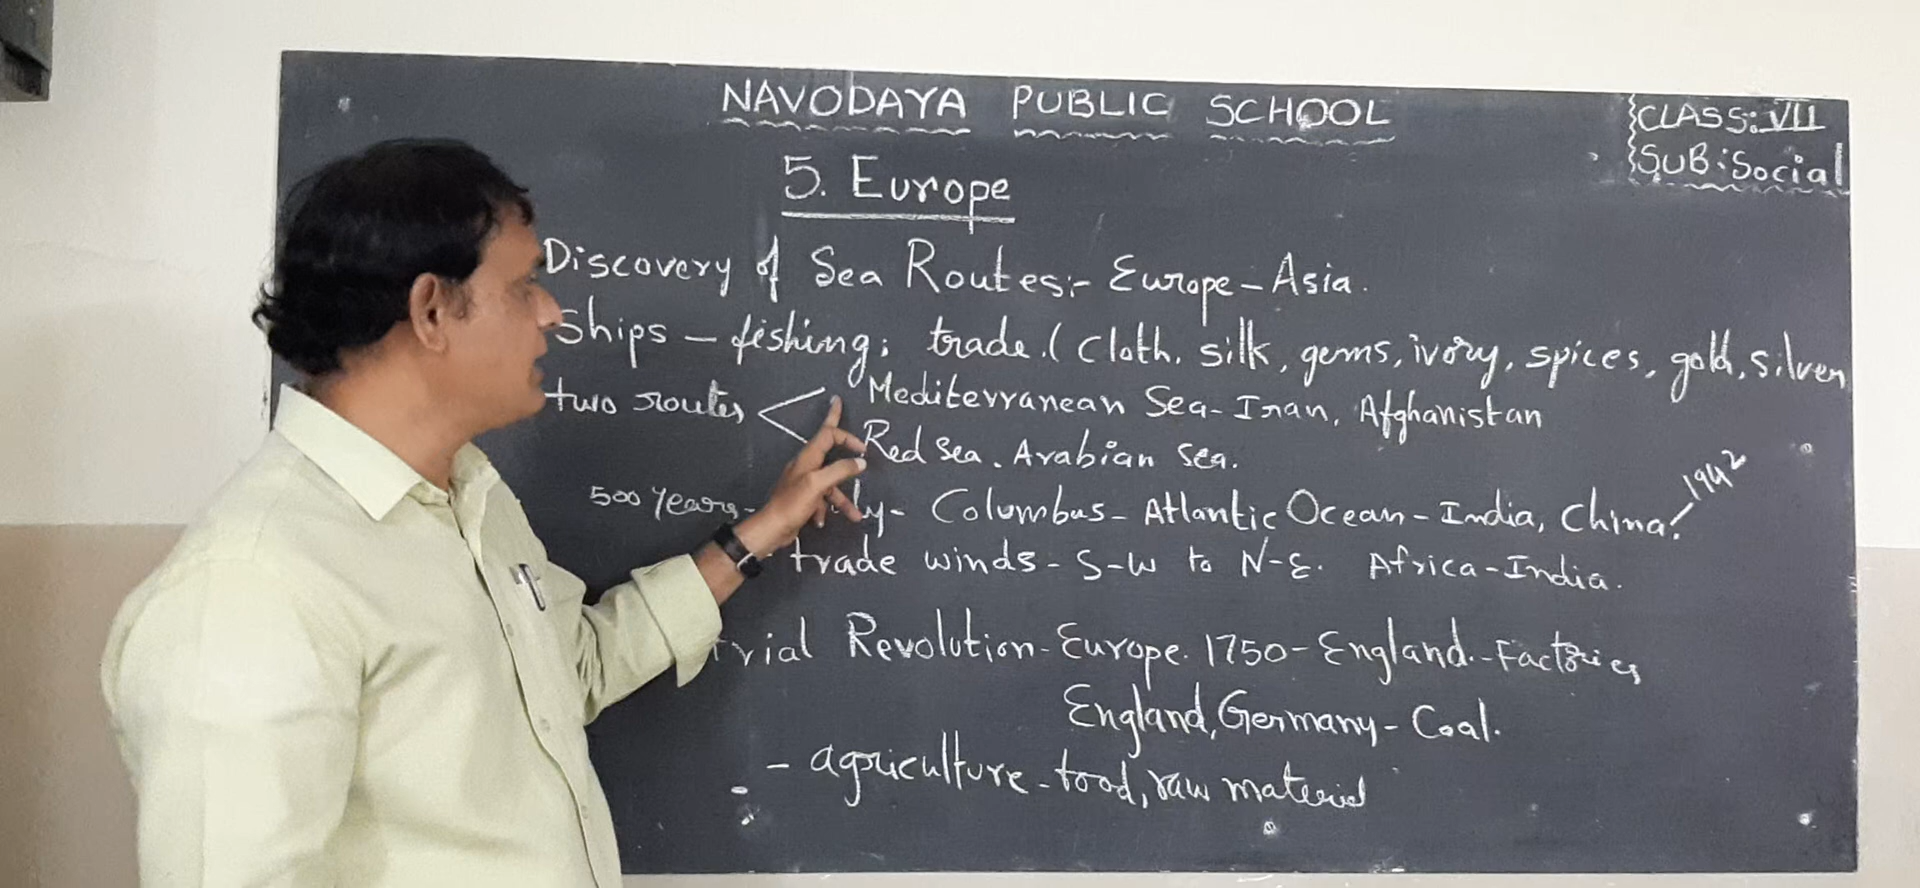 NAVODAYA PUBLIC SCHOOL
CLASS: VII
SUB: Social
5. Europe
Discovery of Sea Routes:- Europe - Asia.
Ships - fishing; trade. ( Cloth, silk, gems, ivory, spices, gold, silver
two routes < Mediterranean Sea - Iran, Afghanistan
Red Sea. Arabian Sea.
500 years - ly - Columbus - Atlantic Ocean - India, China. 1942
trade winds - S-W to N-E. Africa - India.
trial Revolution - Europe. 1750 - England. - Factories
England, Germany - Coal.
- agriculture - food, raw material